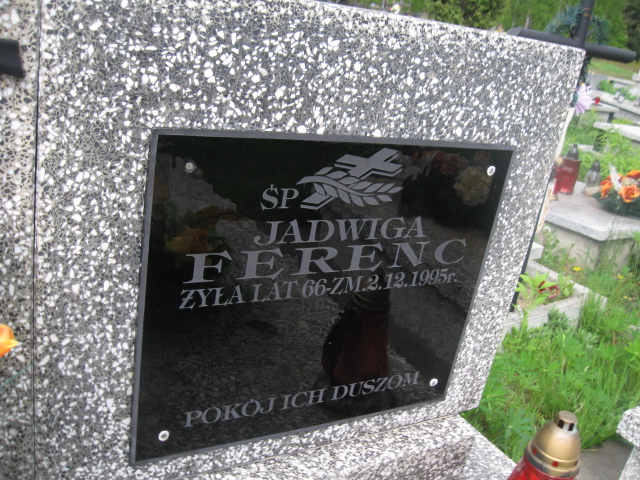 ŚP
JADWIGA
FERENC
ŻYŁA LAT 66-ZM.2.12.1995r.
POKÓJ ICH DUSZOM